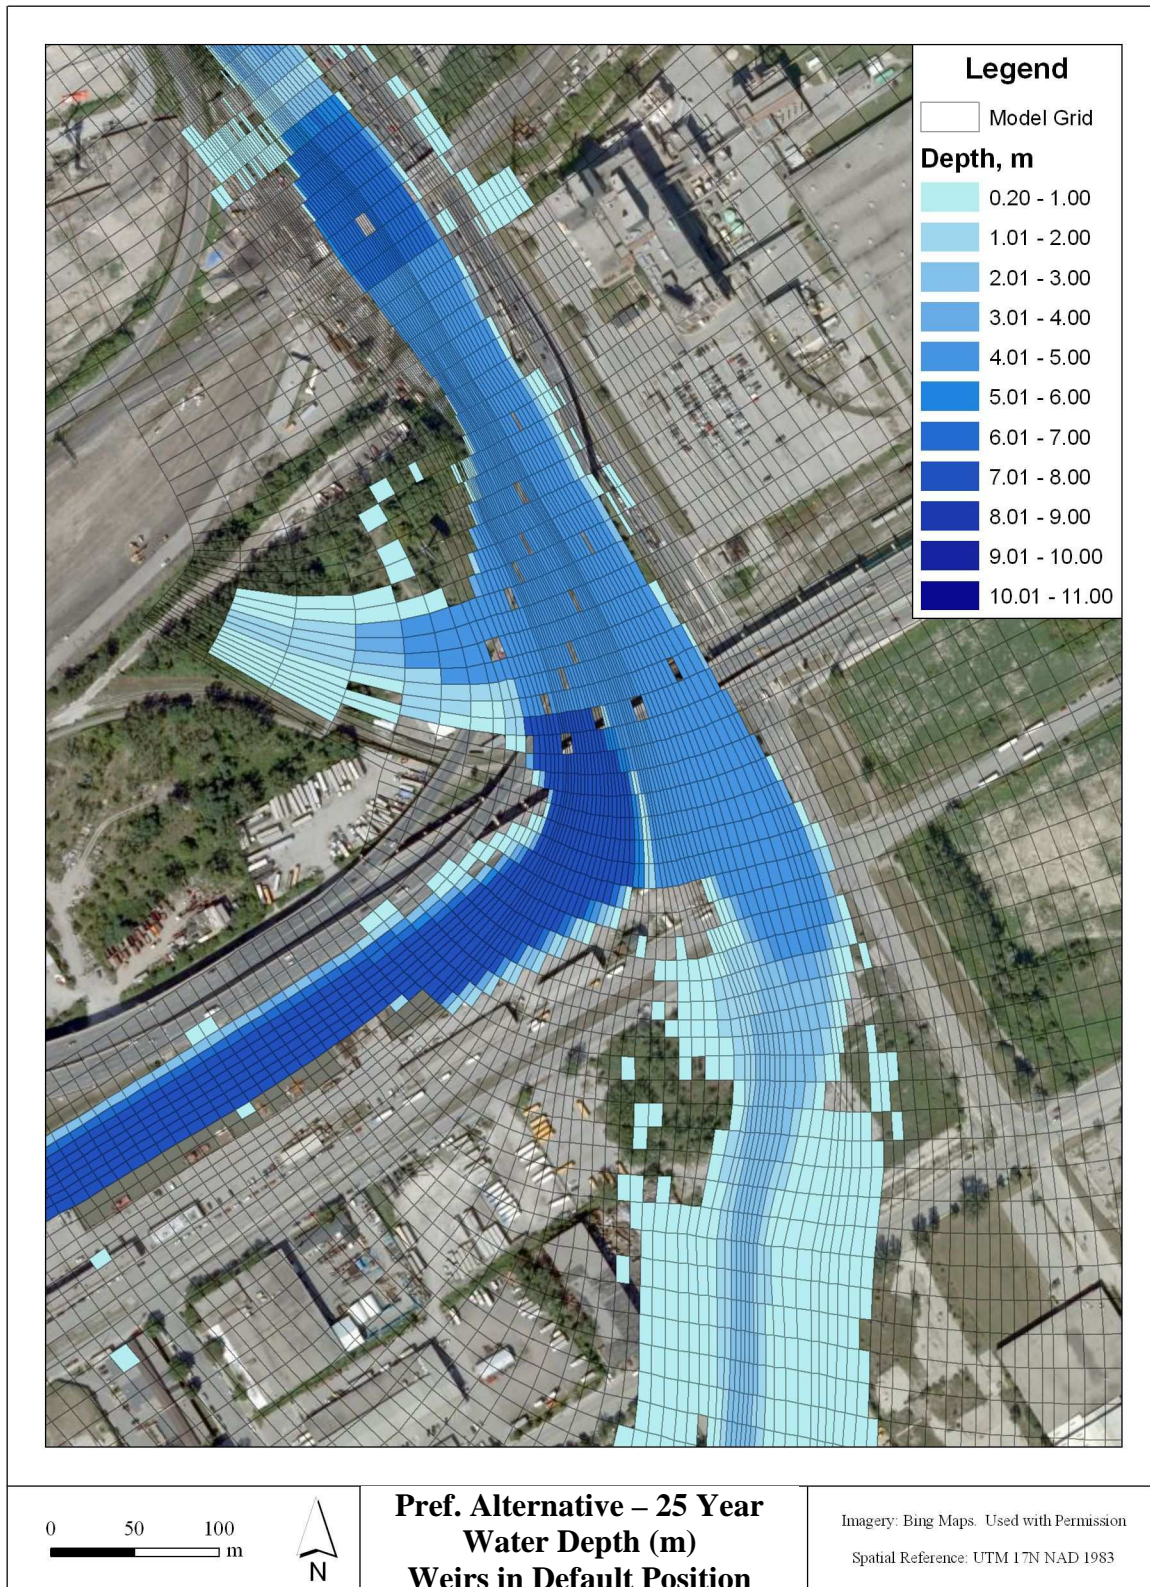 Legend
Model Grid
Depth, m
0.20 - 1.00
1.01 - 2.00
2.01 - 3.00
3.01 - 4.00
4.01 - 5.00
5.01 - 6.00
6.01 - 7.00
7.01 - 8.00
8.01 - 9.00
9.01 - 10.00
10.01 - 11.00
0 50 100
m
N
Pref. Alternative – 25 Year
Water Depth (m)
Weirs in Default Position
Imagery: Bing Maps. Used with Permission
Spatial Reference: UTM 17N NAD 1983